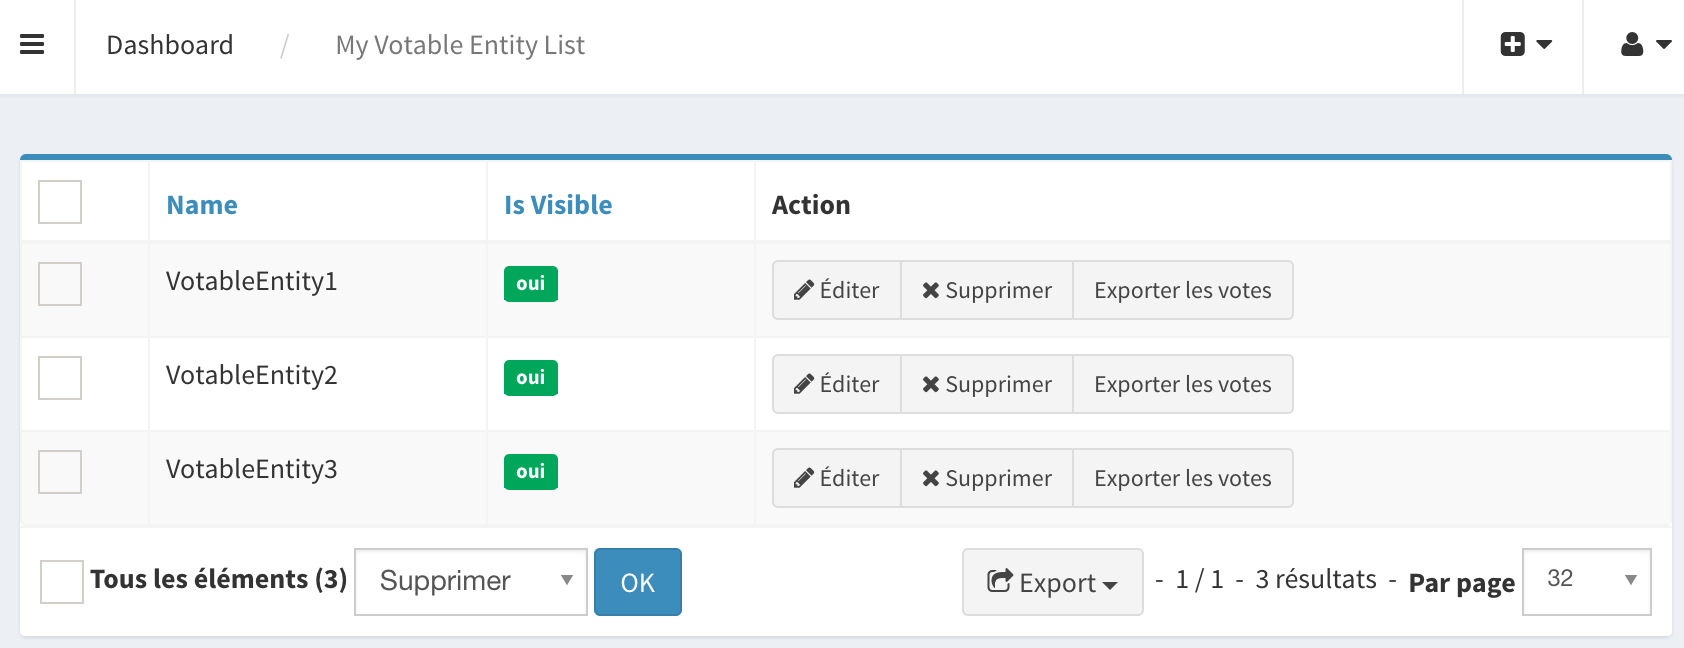 Dashboard / My Votable Entity List
Name Is Visible Action
VotableEntity1 oui Éditer Supprimer Exporter les votes
VotableEntity2 oui Éditer Supprimer Exporter les votes
VotableEntity3 oui Éditer Supprimer Exporter les votes
Tous les éléments (3) Supprimer OK Export - 1 / 1 - 3 résultats - Par page 32